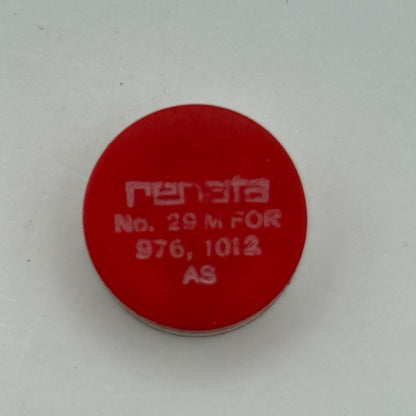 renata
No. 29 M FOR
976, 1012
AS